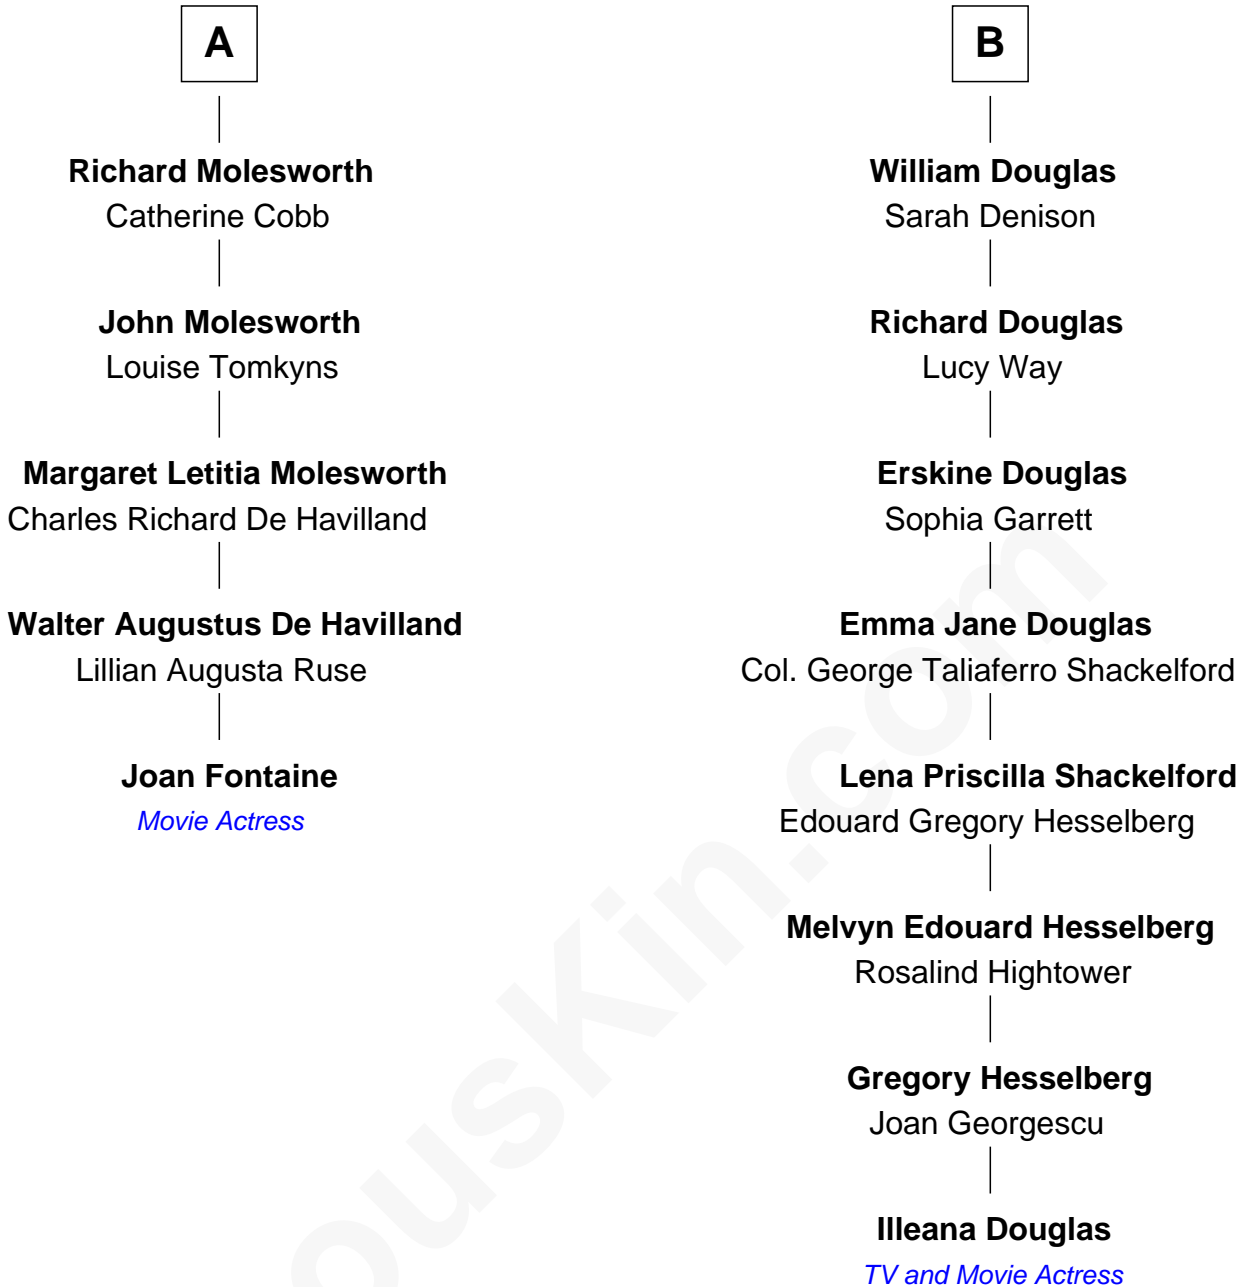 A
Richard Molesworth
Catherine Cobb
John Molesworth
Louise Tomkyns
Margaret Letitia Molesworth
Charles Richard De Havilland
Walter Augustus De Havilland
Lillian Augusta Ruse
Joan Fontaine
Movie Actress
B
William Douglas
Sarah Denison
Richard Douglas
Lucy Way
Erskine Douglas
Sophia Garrett
Emma Jane Douglas
Col. George Taliaferro Shackelford
Lena Priscilla Shackelford
Edouard Gregory Hesselberg
Melvyn Edouard Hesselberg
Rosalind Hightower
Gregory Hesselberg
Joan Georgescu
Illeana Douglas
TV and Movie Actress
ousKin.com